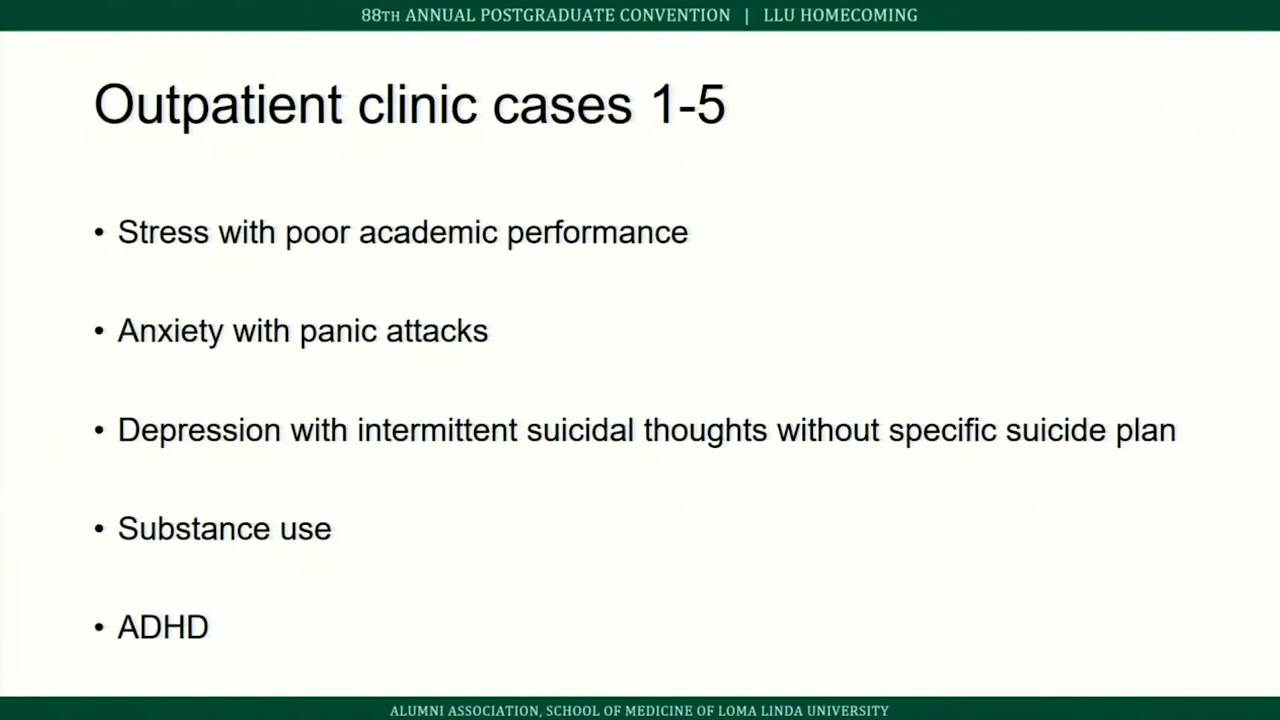 88TH ANNUAL POSTGRADUATE CONVENTION | LLU HOMECOMING
Outpatient clinic cases 1-5
• Stress with poor academic performance
• Anxiety with panic attacks
• Depression with intermittent suicidal thoughts without specific suicide plan
• Substance use
• ADHD
ALUMNI ASSOCIATION, SCHOOL OF MEDICINE OF LOMA LINDA UNIVERSITY